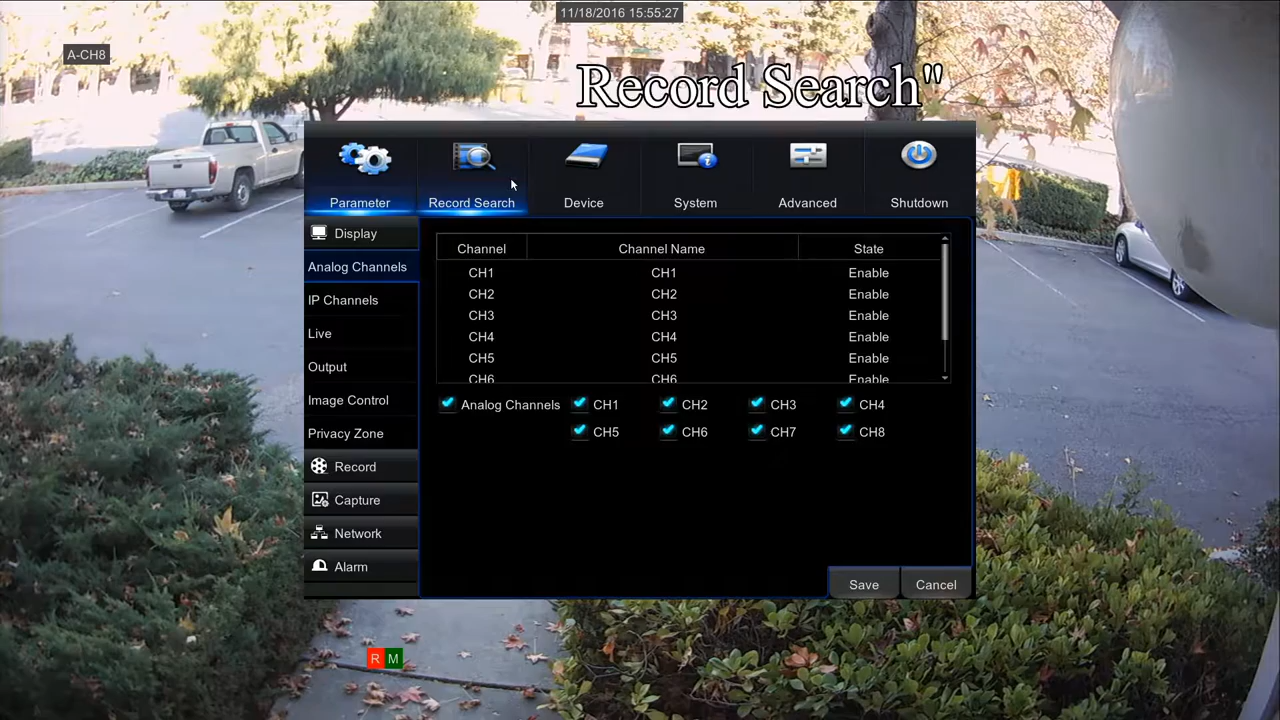 11/18/2016 15:55:27
A-CH8
Record Search"
Parameter Record Search Device System Advanced Shutdown
Display
Analog Channels
IP Channels
Live
Output
Image Control
Privacy Zone
Record
Capture
Network
Alarm
Channel Channel Name State
CH1 CH1 Enable
CH2 CH2 Enable
CH3 CH3 Enable
CH4 CH4 Enable
CH5 CH5 Enable
CH6 CH6 Enable
Analog Channels CH1 CH2 CH3 CH4
CH5 CH6 CH7 CH8
Save Cancel
R M